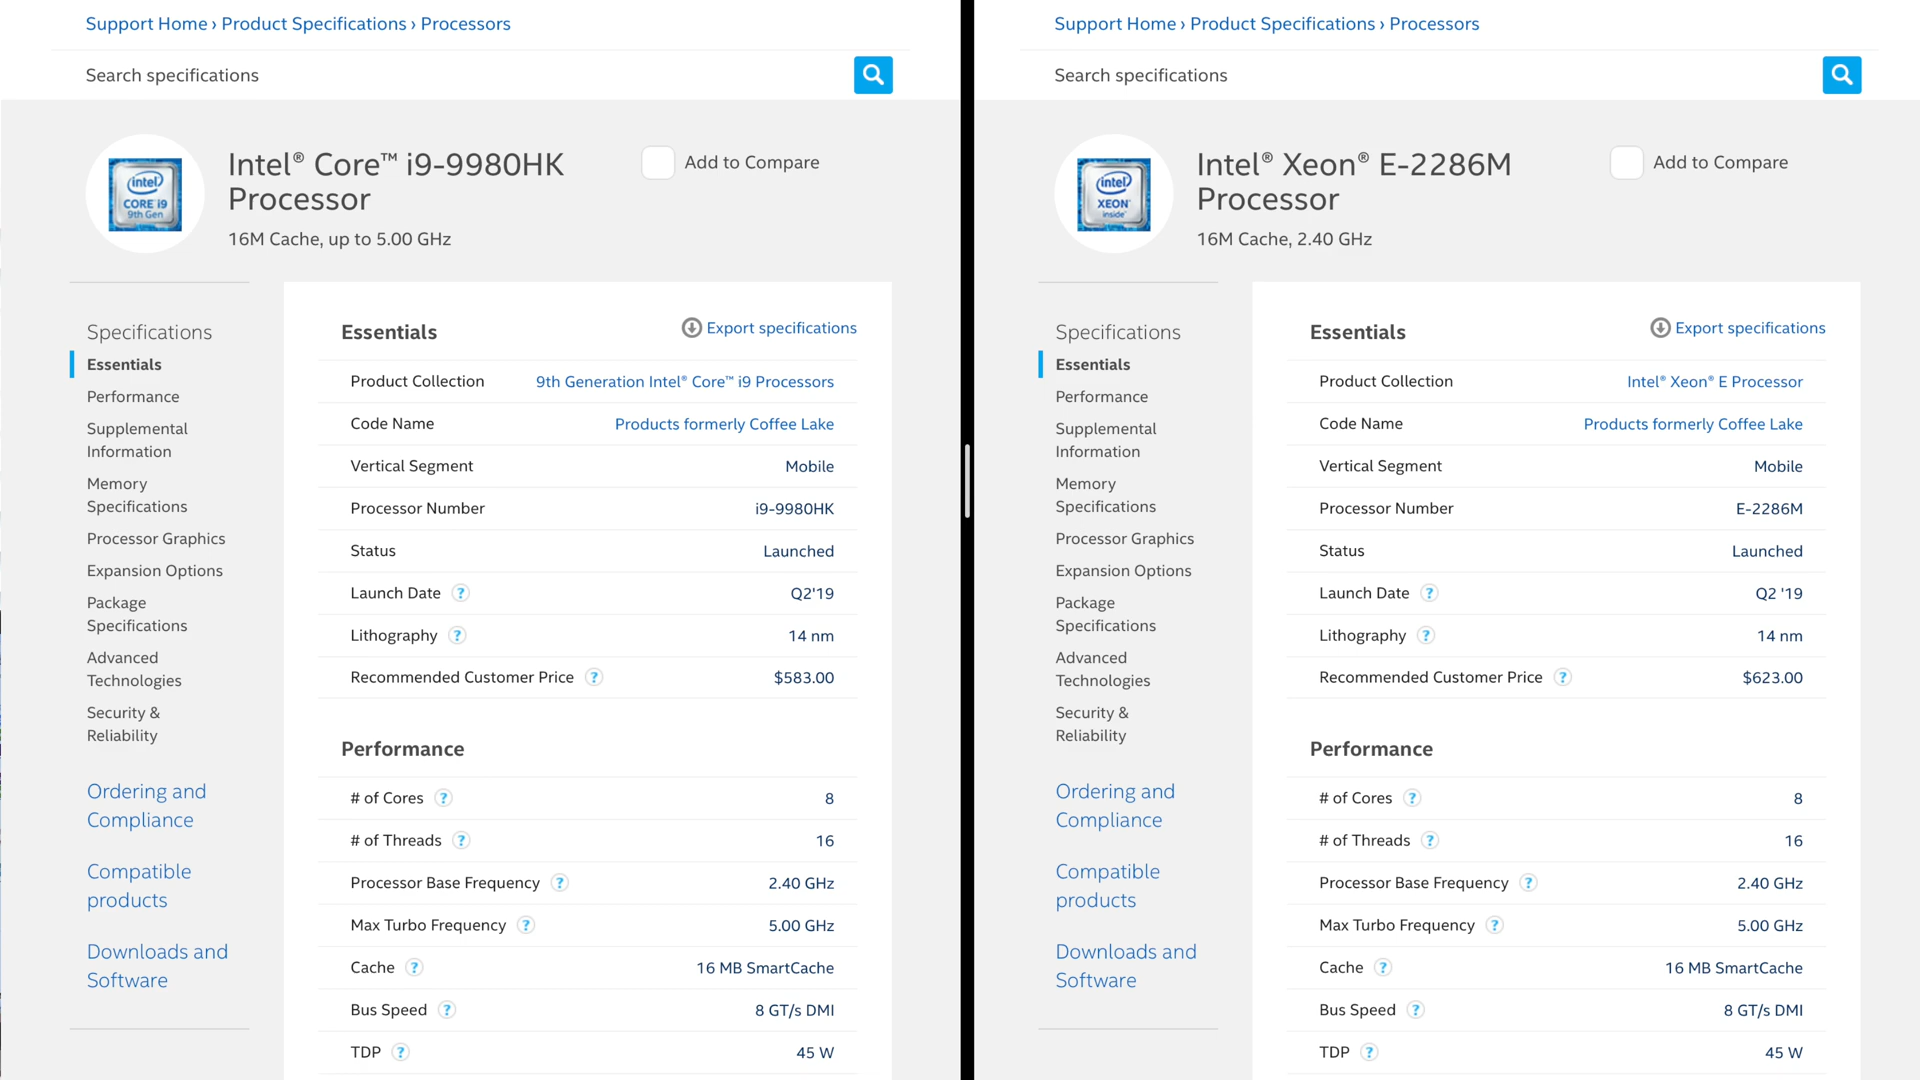 Support Home › Product Specifications › Processors
Search specifications
intel
CORE i9
9th Gen
Intel® Core™ i9-9980HK
Processor
16M Cache, up to 5.00 GHz
Add to Compare
Specifications
Essentials
Performance
Supplemental
Information
Memory
Specifications
Processor Graphics
Expansion Options
Package
Specifications
Advanced
Technologies
Security &
Reliability
Ordering and
Compliance
Compatible
products
Downloads and
Software
Essentials
Export specifications
Product Collection 9th Generation Intel® Core™ i9 Processors
Code Name Products formerly Coffee Lake
Vertical Segment Mobile
Processor Number i9-9980HK
Status Launched
Launch Date ? Q2'19
Lithography ? 14 nm
Recommended Customer Price ? $583.00
Performance
# of Cores ? 8
# of Threads ? 16
Processor Base Frequency ? 2.40 GHz
Max Turbo Frequency ? 5.00 GHz
Cache ? 16 MB SmartCache
Bus Speed ? 8 GT/s DMI
TDP ? 45 W
Support Home › Product Specifications › Processors
Search specifications
intel
XEON
inside
Intel® Xeon® E-2286M
Processor
16M Cache, 2.40 GHz
Add to Compare
Specifications
Essentials
Performance
Supplemental
Information
Memory
Specifications
Processor Graphics
Expansion Options
Package
Specifications
Advanced
Technologies
Security &
Reliability
Ordering and
Compliance
Compatible
products
Downloads and
Software
Essentials
Export specifications
Product Collection Intel® Xeon® E Processor
Code Name Products formerly Coffee Lake
Vertical Segment Mobile
Processor Number E-2286M
Status Launched
Launch Date ? Q2 '19
Lithography ? 14 nm
Recommended Customer Price ? $623.00
Performance
# of Cores ? 8
# of Threads ? 16
Processor Base Frequency ? 2.40 GHz
Max Turbo Frequency ? 5.00 GHz
Cache ? 16 MB SmartCache
Bus Speed ? 8 GT/s DMI
TDP ? 45 W